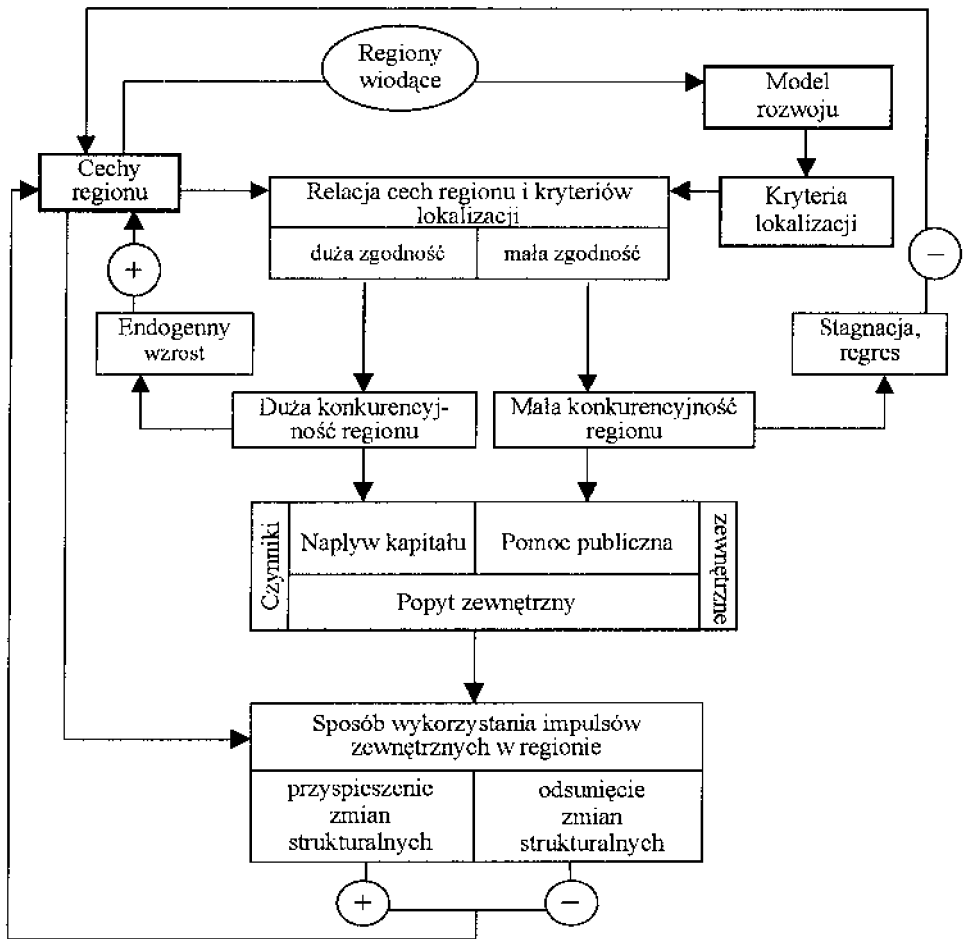 Regiony
wiodące
Model
rozwoju
Cechy
regionu
Relacja cech regionu i kryteriów
lokalizacji
Kryteria
lokalizacji
duża zgodność
mała zgodność
+
−
Endogenny
wzrost
Stagnacja,
regres
Duża konkurencyj-
ność regionu
Mała konkurencyjność
regionu
Czynniki
Napływ kapitału
Pomoc publiczna
zewnętrzne
Popyt zewnętrzny
Sposób wykorzystania impulsów
zewnętrznych w regionie
przyspieszenie
zmian
strukturalnych
odsunięcie
zmian
strukturalnych
+
−